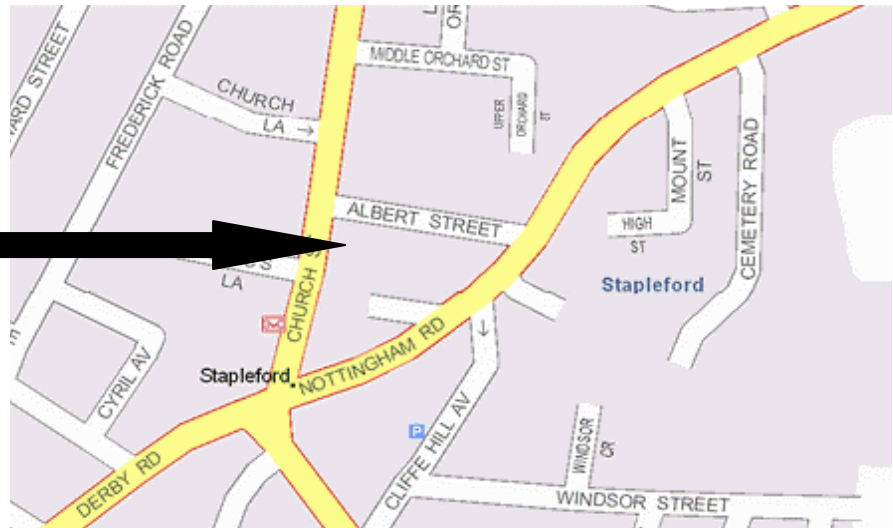 FREDERICK ROAD
MIDDLE ORCHARD ST
CHURCH
LA →
UPPER
ORCHARD
ST
MOUNT
ST
CEMETERY ROAD
ALBERT STREET
HIGH
ST
LA
Stapleford
CHURCH
CYRIL AV
Stapleford
NOTTINGHAM RD
P
DERBY RD
CLIFFE HILL AV
WINDSOR
CR
WINDSOR STREET